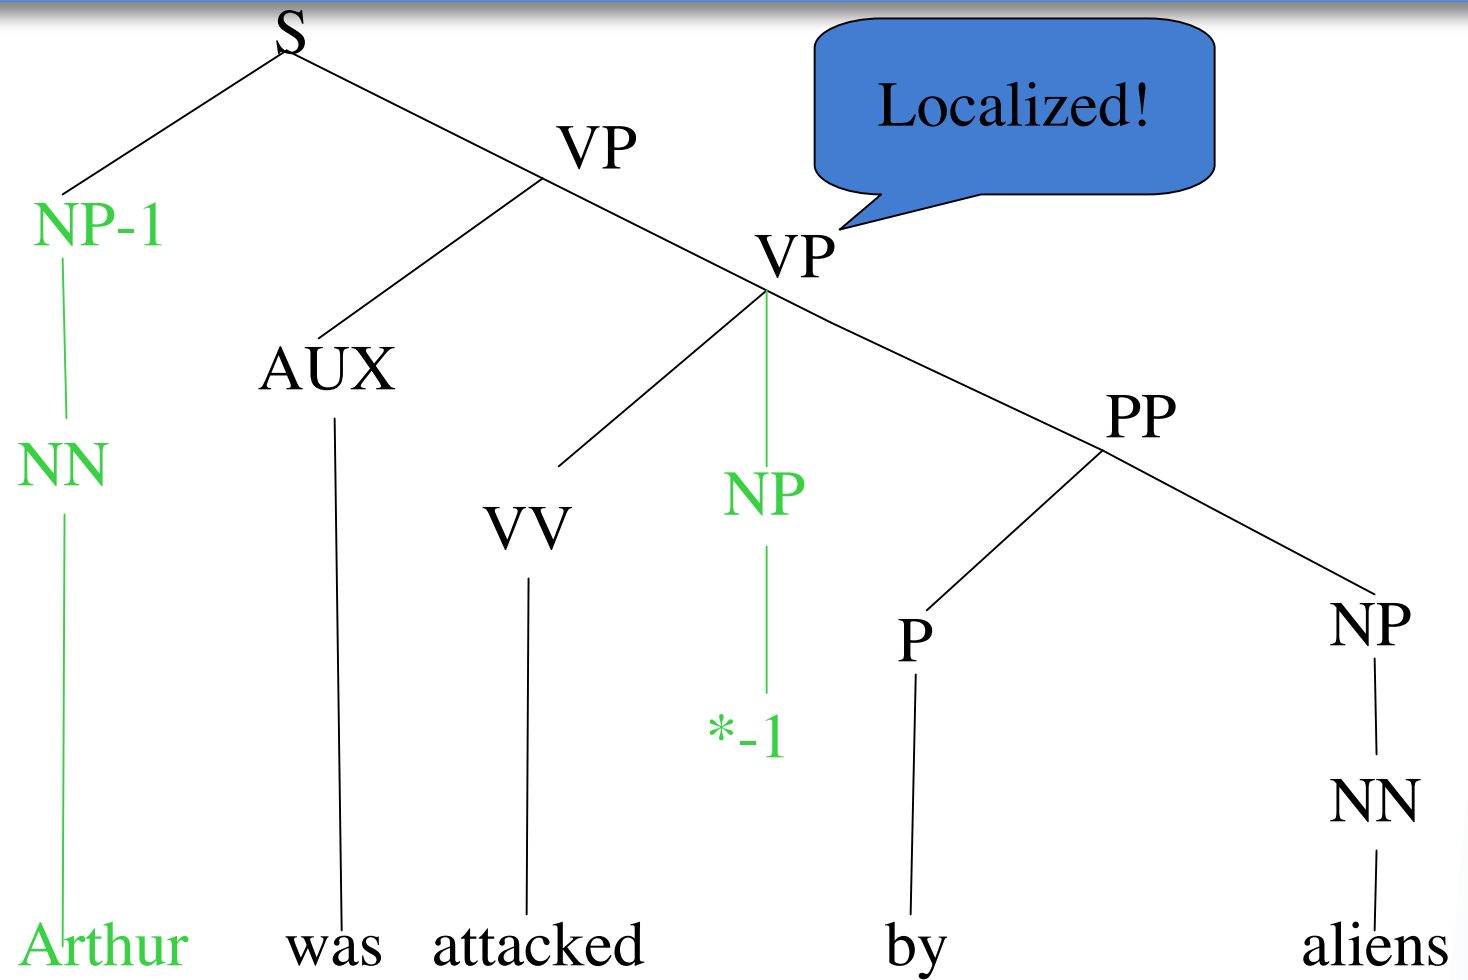 S
Localized!
VP
NP-1
VP
AUX
PP
NN
NP
VV
NP
P
*-1
NN
Arthur was attacked by aliens